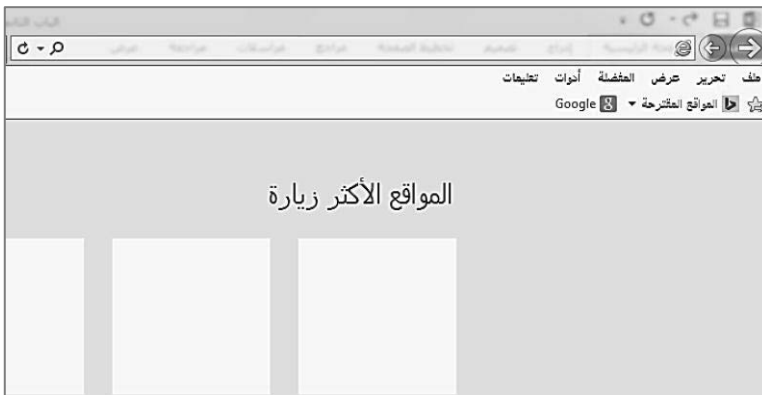 ملف تحرير عرض المفضلة أدوات تعليمات
المواقع المقترحة Google
المواقع الأكثر زيارة